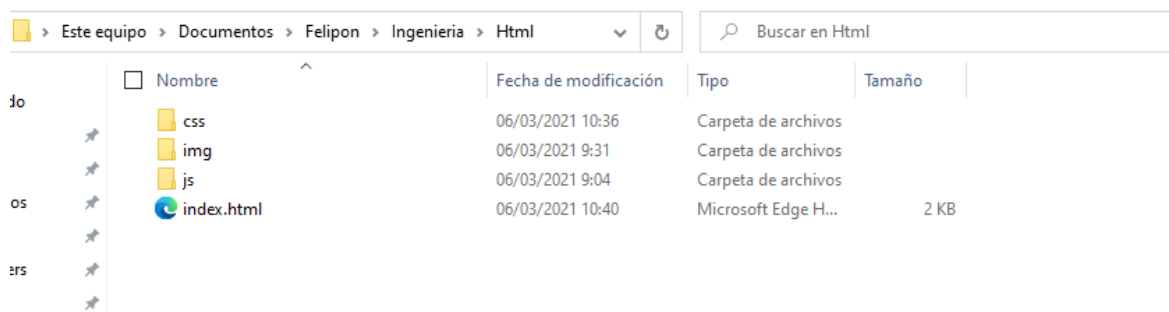 Este equipo > Documentos > Felipon > Ingenieria > Html Buscar en Html
Nombre Fecha de modificación Tipo Tamaño
do
css 06/03/2021 10:36 Carpeta de archivos
img 06/03/2021 9:31 Carpeta de archivos
js 06/03/2021 9:04 Carpeta de archivos
os index.html 06/03/2021 10:40 Microsoft Edge H... 2 KB
ers